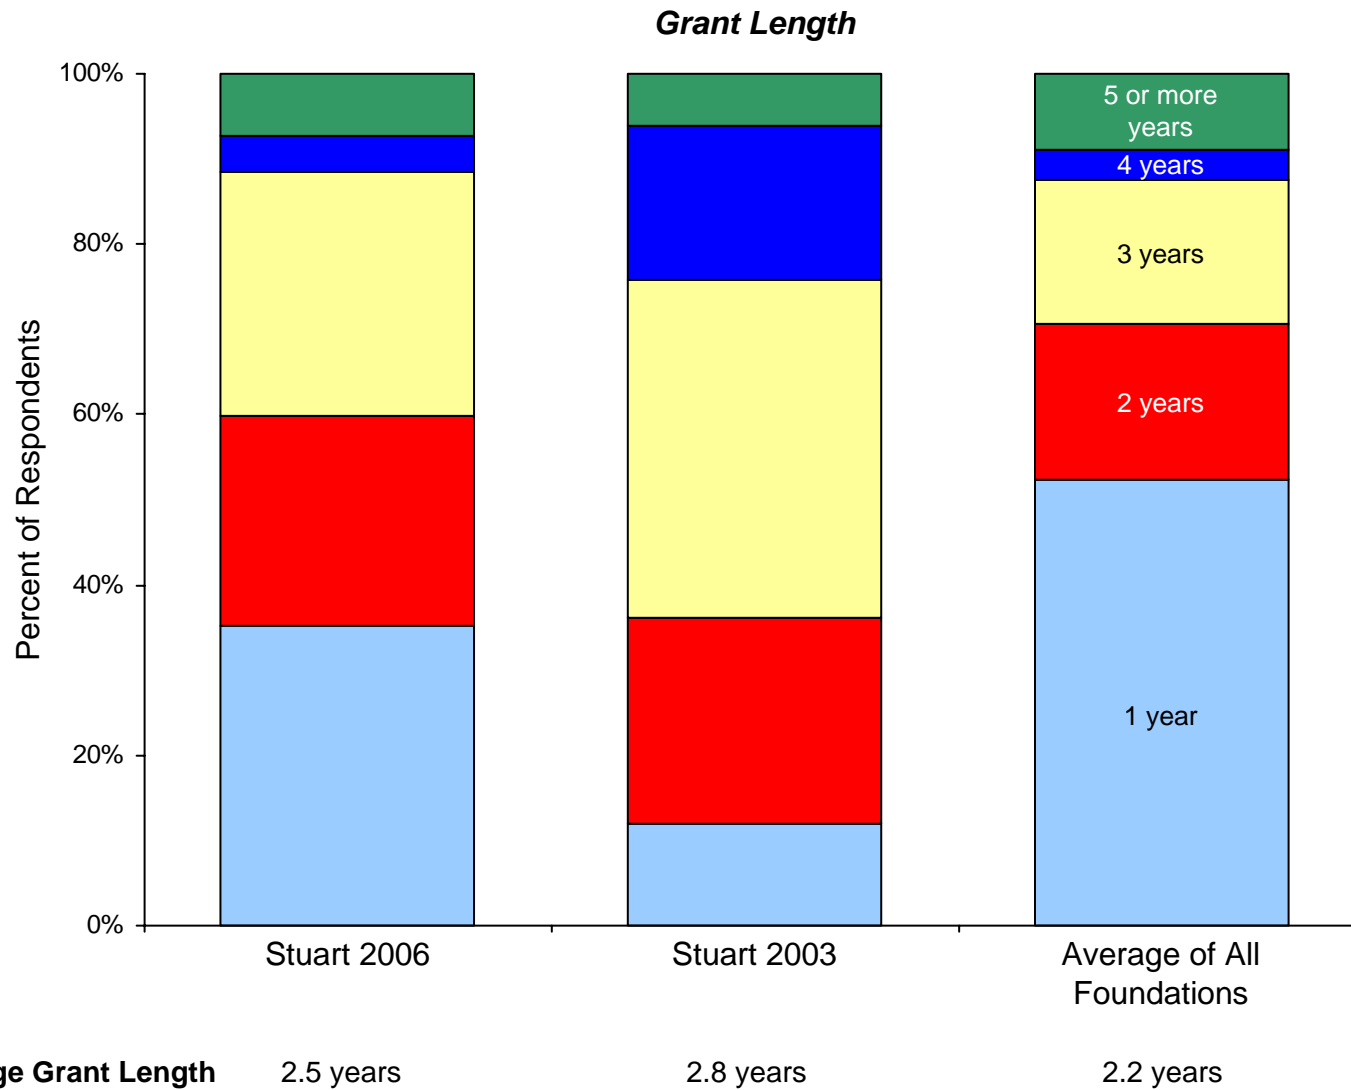 Grant Length
100%
80%
60%
40%
20%
0%
Percent of Respondents
5 or more
years
4 years
3 years
2 years
1 year
Stuart 2006
Stuart 2003
Average of All
Foundations
ge Grant Length 2.5 years 2.8 years 2.2 years